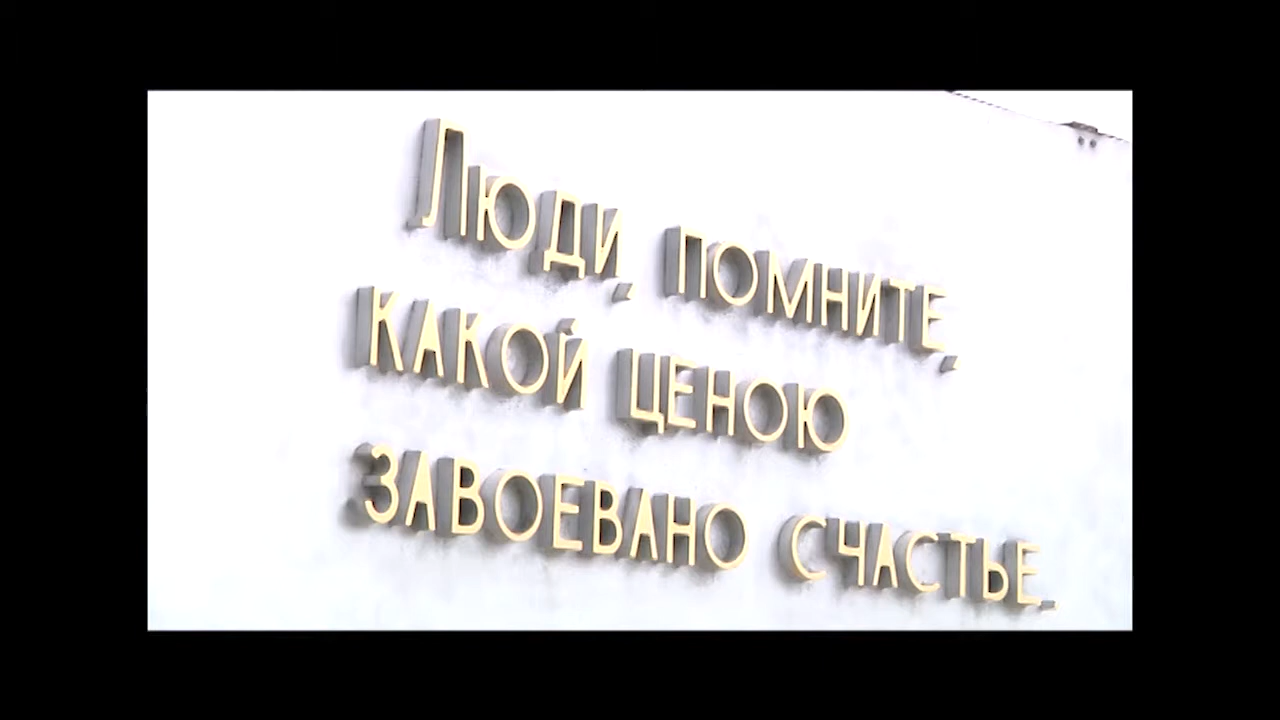 Люди, помните,
какой ценою
завоевано счастье.